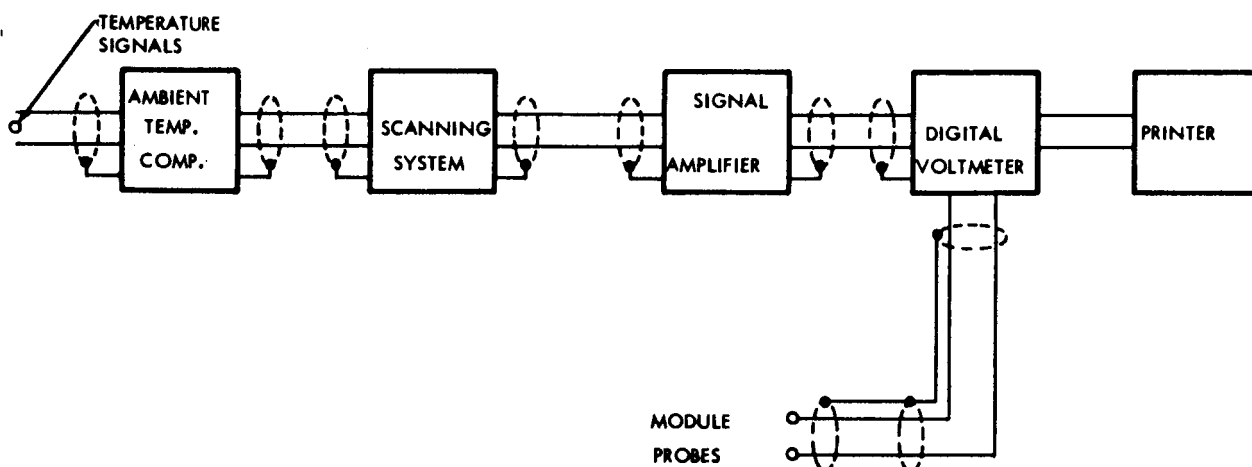 TEMPERATURE
SIGNALS
AMBIENT
TEMP.
COMP.
SCANNING
SYSTEM
SIGNAL
AMPLIFIER
DIGITAL
VOLTMETER
PRINTER
MODULE
PROBES